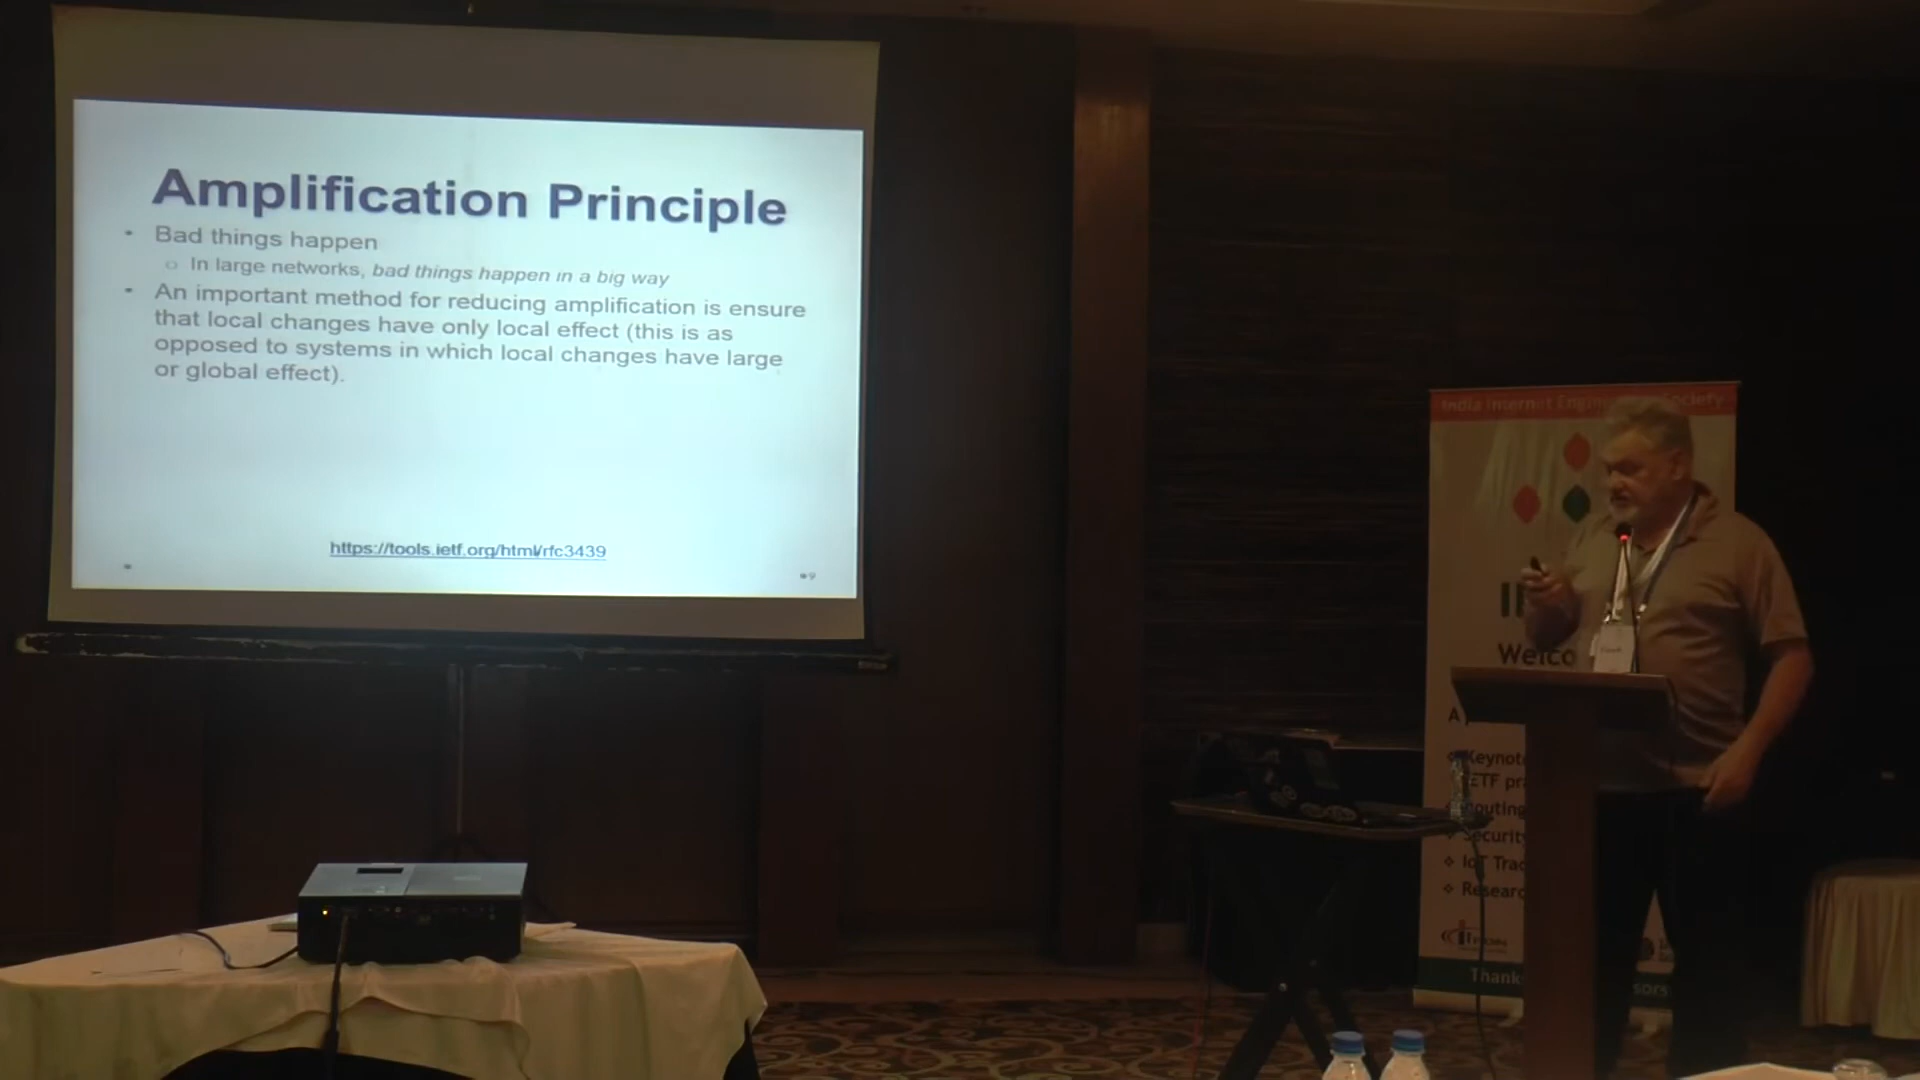 Amplification Principle
• Bad things happen
o In large networks, bad things happen in a big way
• An important method for reducing amplification is ensure
that local changes have only local effect (this is as
opposed to systems in which local changes have large
or global effect).
https://tools.ietf.org/html/rfc3439
•9
India Internet Society
Welco
A
Keynot
ETF pr
outing
Securit
IoT Trac
Researc
Thank
sors